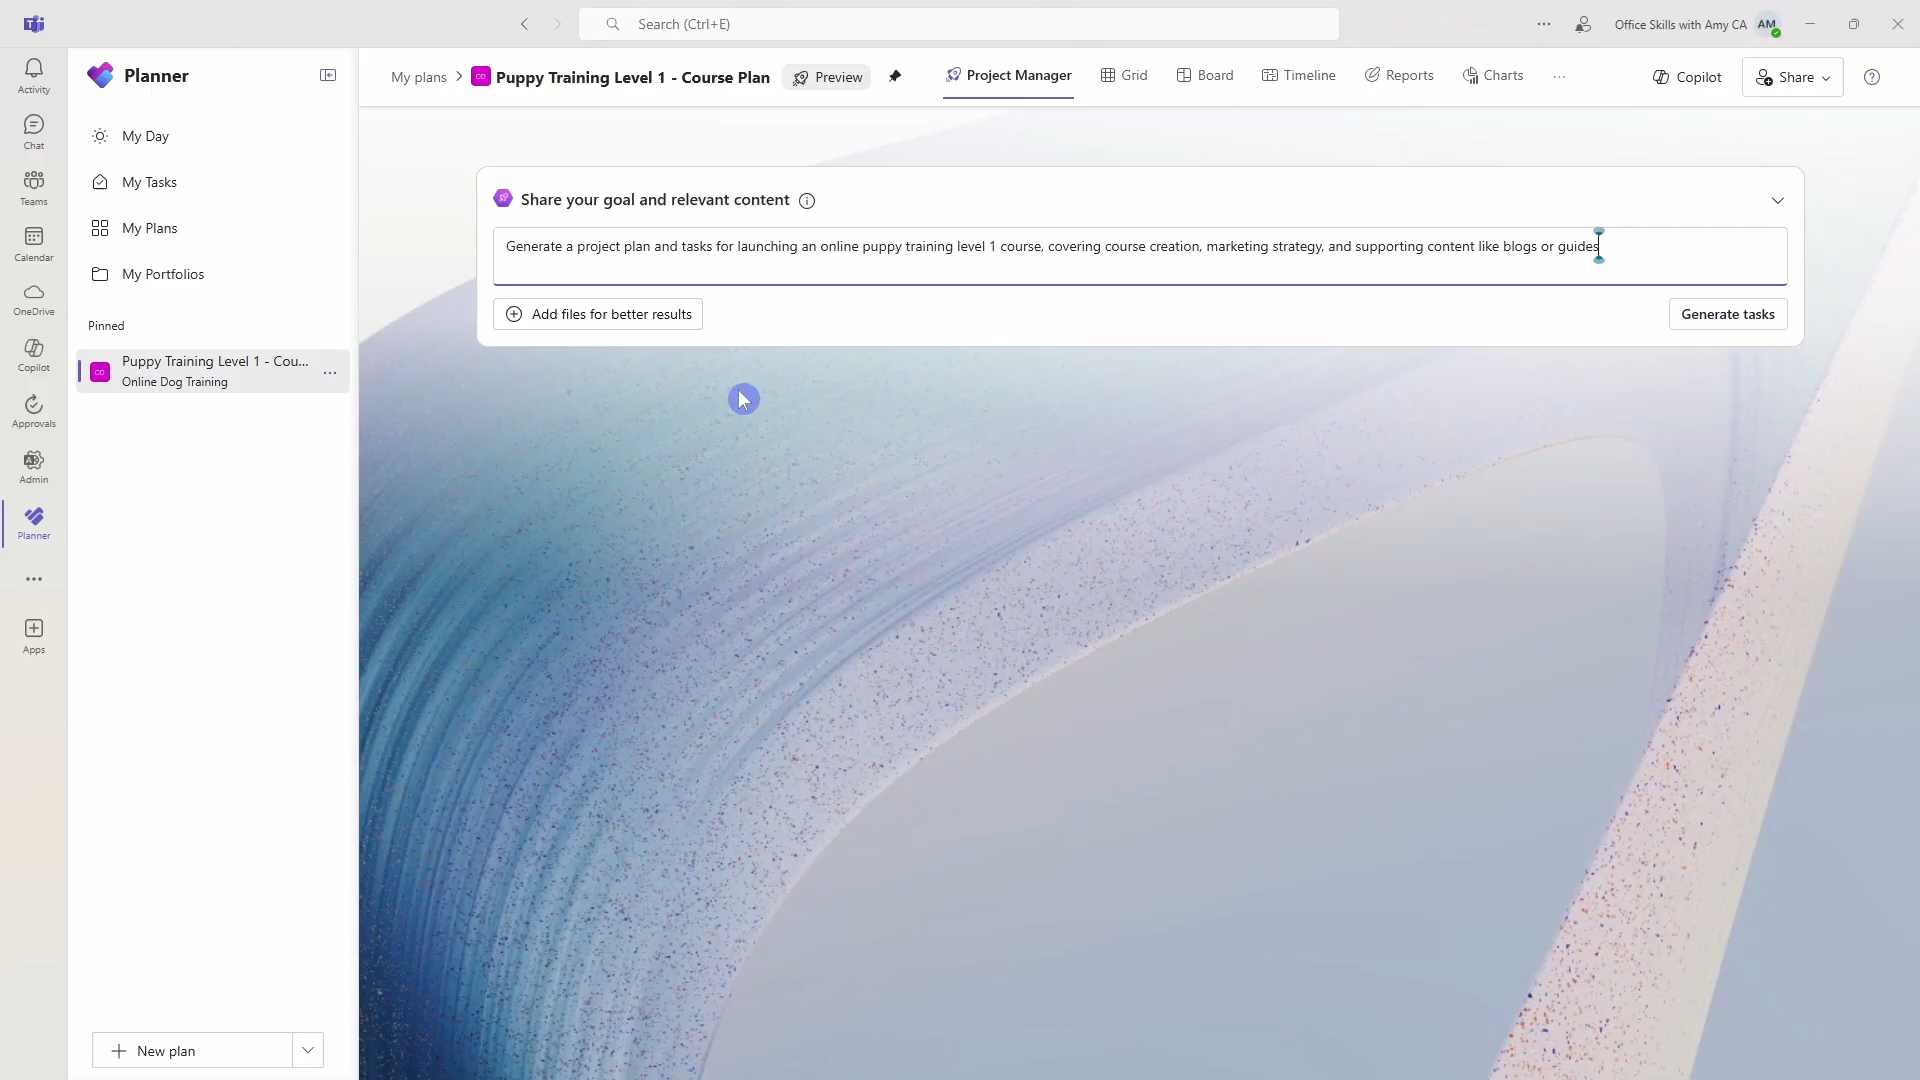 Search (Ctrl+E)
Office Skills with Amy CA
AM
Activity
Chat
Teams
Calendar
OneDrive
Copilot
Approvals
Admin
Planner
Apps
Planner
My Day
My Tasks
My Plans
My Portfolios
Pinned
Puppy Training Level 1 - Cou...
Online Dog Training
New plan
My plans > Puppy Training Level 1 - Course Plan
Preview
Project Manager
Grid
Board
Timeline
Reports
Charts
Copilot
Share
Share your goal and relevant content
Generate a project plan and tasks for launching an online puppy training level 1 course, covering course creation, marketing strategy, and supporting content like blogs or guides
Add files for better results
Generate tasks